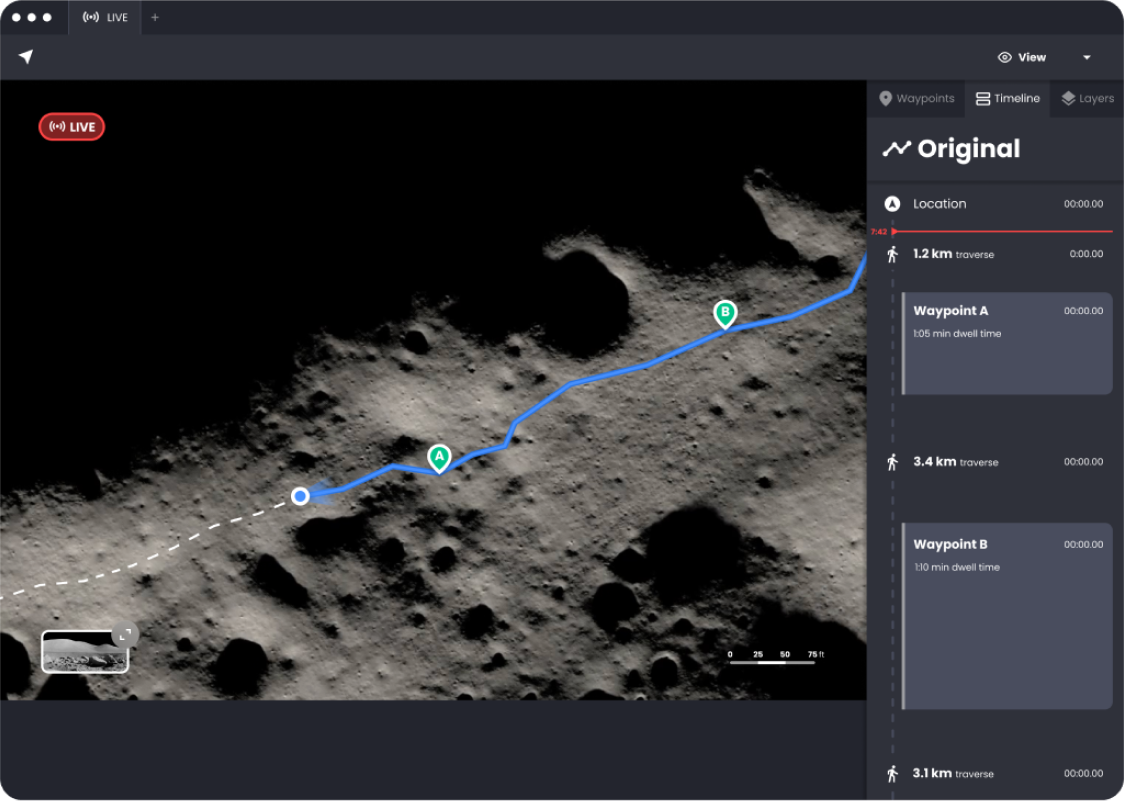 LIVE
+
View
LIVE
Waypoints
Timeline
Layers
Original
Location
00:00.00
7:42
1.2 km traverse
0:00.00
Waypoint A
00:00.00
1:05 min dwell time
3.4 km traverse
00:00.00
Waypoint B
00:00.00
1:10 min dwell time
3.1 km traverse
00:00.00
B
A
0 25 50 75 ft